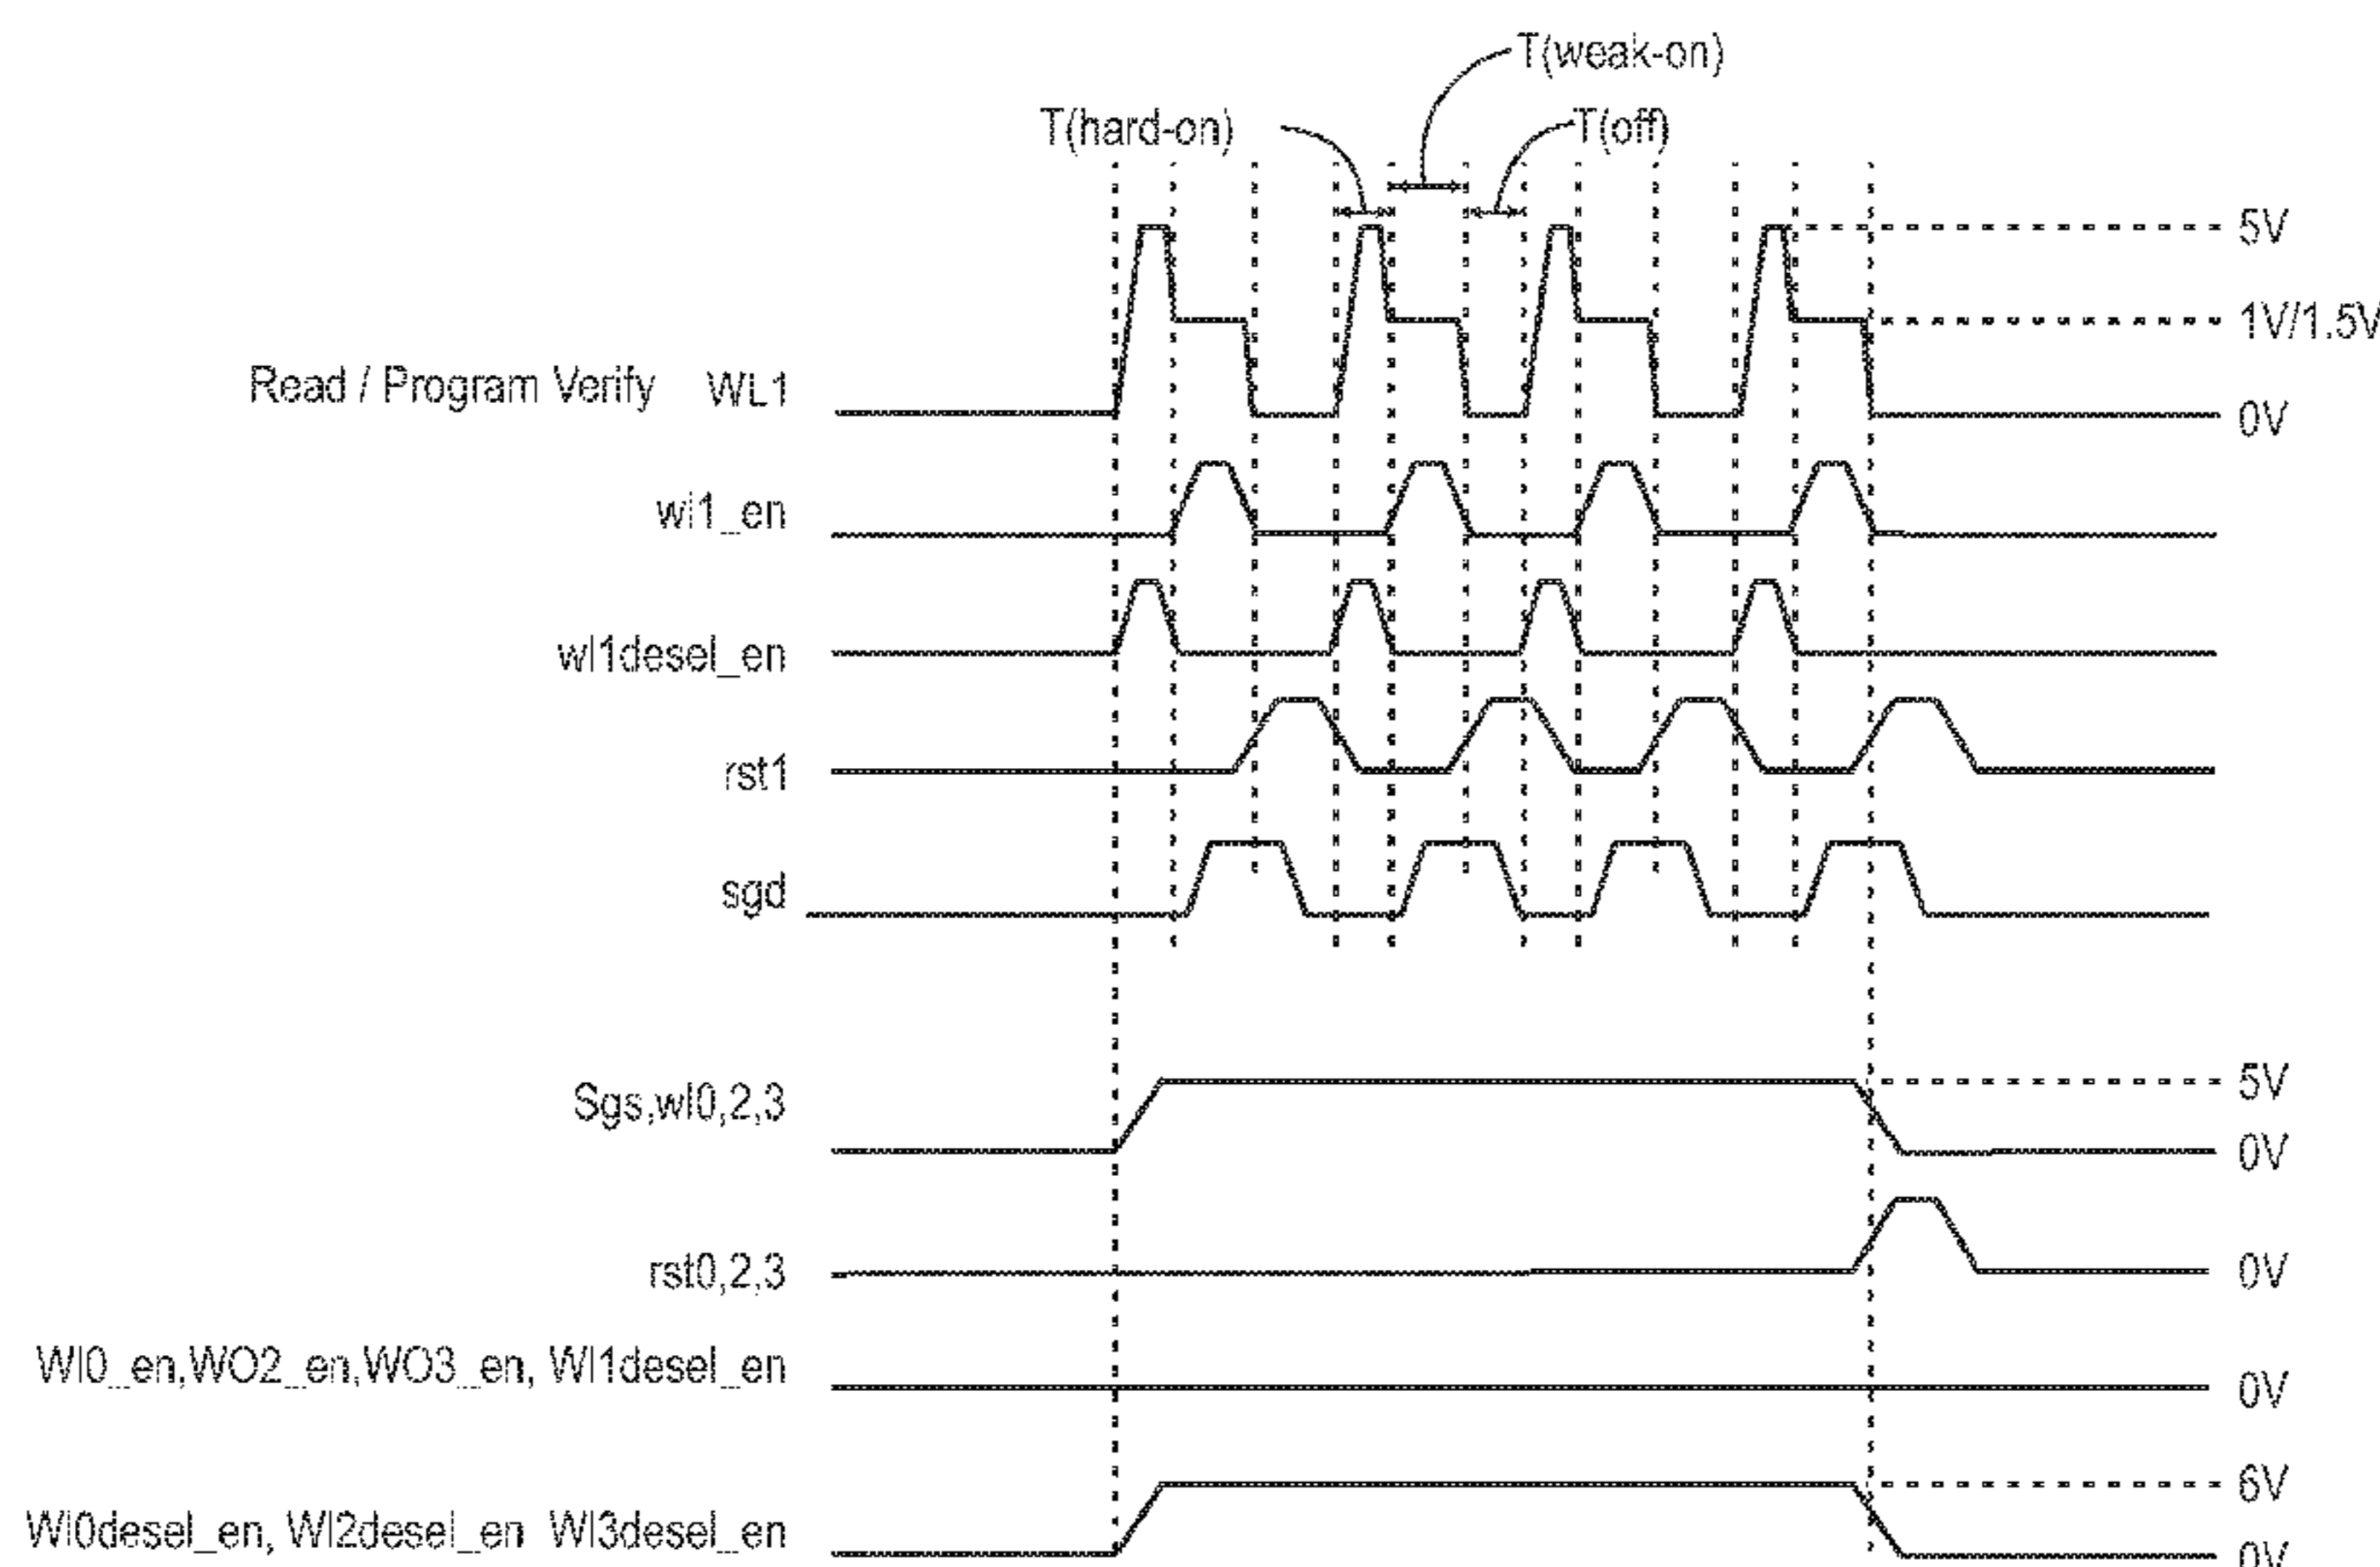 T(weak-on)
T(hard-on) T(off)
5V
1V/1.5V
Read / Program Verify WL1
0V
wl1_en
wl1desel_en
rst1
sgd
Sgs,wl0,2,3 5V
0V
rst0,2,3 0V
Wl0_en,WO2_en,WO3_en, Wl1desel_en 0V
6V
Wl0desel_en, Wl2desel_en Wl3desel_en 0V